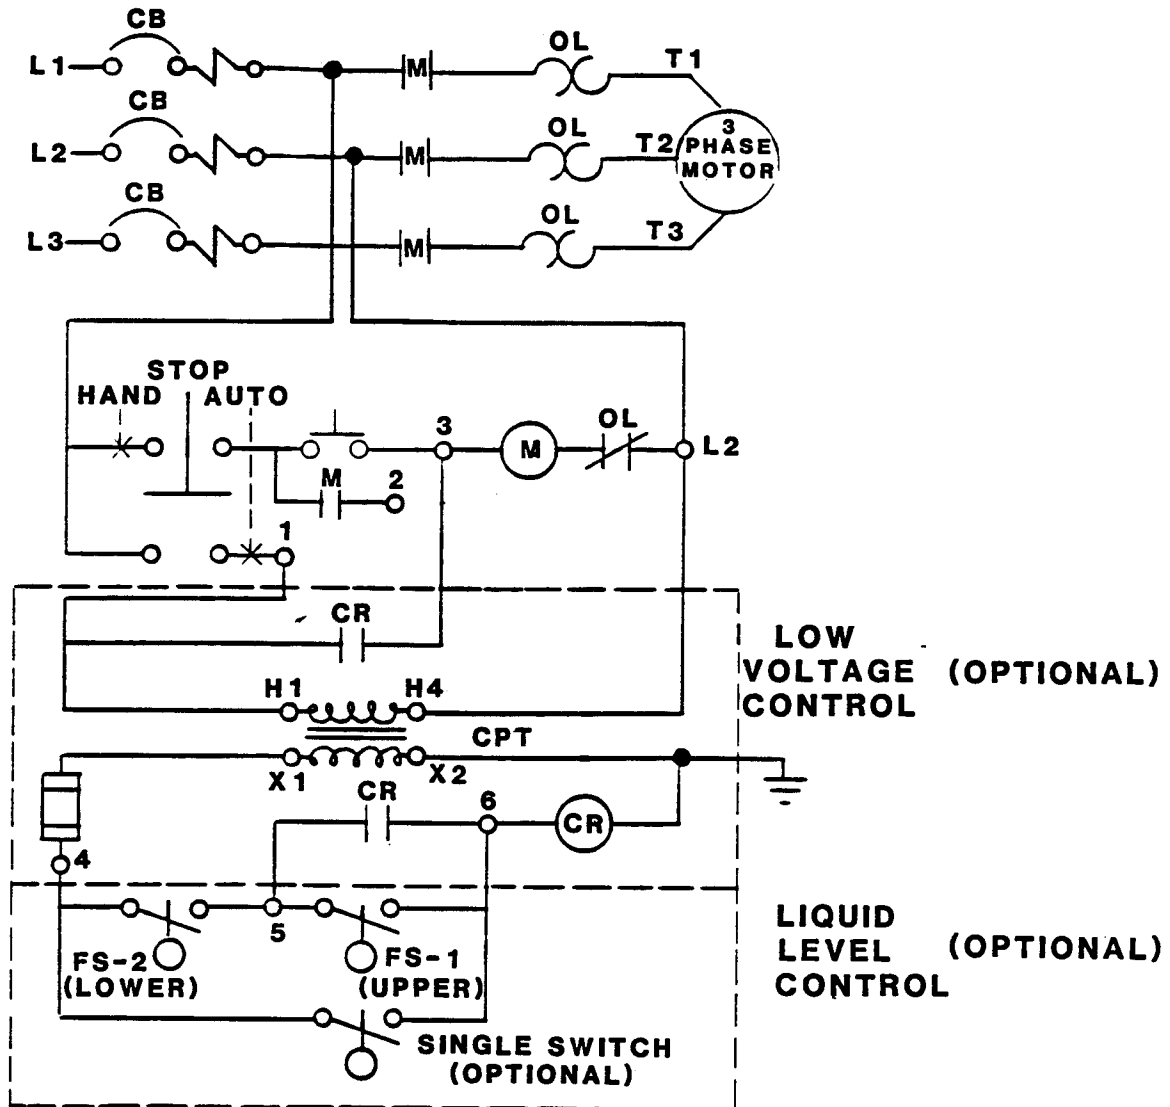 CB
L1
M
OL
T1
CB
L2
M
OL
T2
3
PHASE
MOTOR
CB
L3
M
OL
T3
STOP
HAND
AUTO
3
M
OL
L2
M
2
1
CR
H1
H4
CPT
X1
X2
CR
6
CR
4
LOW
VOLTAGE (OPTIONAL)
CONTROL
5
FS-2
(LOWER)
FS-1
(UPPER)
SINGLE SWITCH
(OPTIONAL)
LIQUID
LEVEL (OPTIONAL)
CONTROL